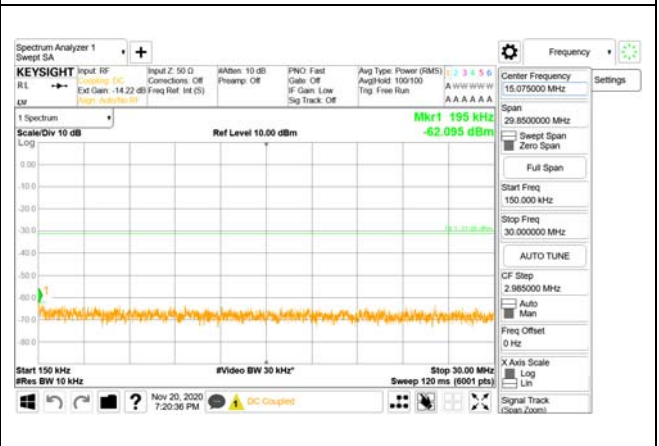 Spectrum Analyzer 1
Swept SA
Frequency
KEYSIGHT
RL
Input: RF
Coupling: DC
Ext Gain: -14.22 dB
Align: Auto/No RF
Input Z: 50 Ω
Corrections: Off
Freq Ref: Int (S)
#Atten: 10 dB
Preamp: Off
PNO: Fast
Gate: Off
IF Gain: Low
Sig Track: Off
Avg Type: Power (RMS)
Avg|Hold: 100/100
Trig: Free Run
1 2 3 4 5 6
A W W W W W
A A A A A A
Center Frequency
15.075000 MHz
Settings
1 Spectrum
Scale/Div 10 dB
Ref Level 10.00 dBm
Mkr1 195 kHz
-62.095 dBm
Log
0.00
-10.0
-20.0
-30.0
-40.0
-50.0
-60.0
-70.0
-80.0
1
Span
29.8500000 MHz
Swept Span
Zero Span
Full Span
Start Freq
150.000 kHz
Stop Freq
30.000000 MHz
AUTO TUNE
CF Step
2.985000 MHz
Auto
Man
Freq Offset
0 Hz
X Axis Scale
Log
Lin
Signal Track
(Span Zoom)
Start 150 kHz
#Video BW 30 kHz*
Stop 30.00 MHz
#Res BW 10 kHz
Sweep 120 ms (6001 pts)
?
Nov 20, 2020
7:20:36 PM
DC Coupled